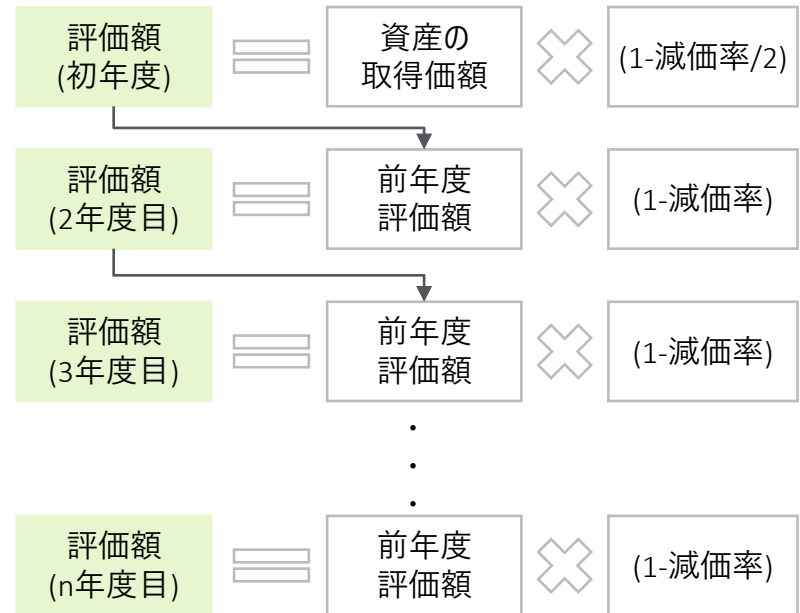 評価額
(初年度)
資産の
取得価額
(1-減価率/2)
評価額
(2年度目)
前年度
評価額
(1-減価率)
評価額
(3年度目)
前年度
評価額
(1-減価率)
・
・
・
評価額
(n年度目)
前年度
評価額
(1-減価率)